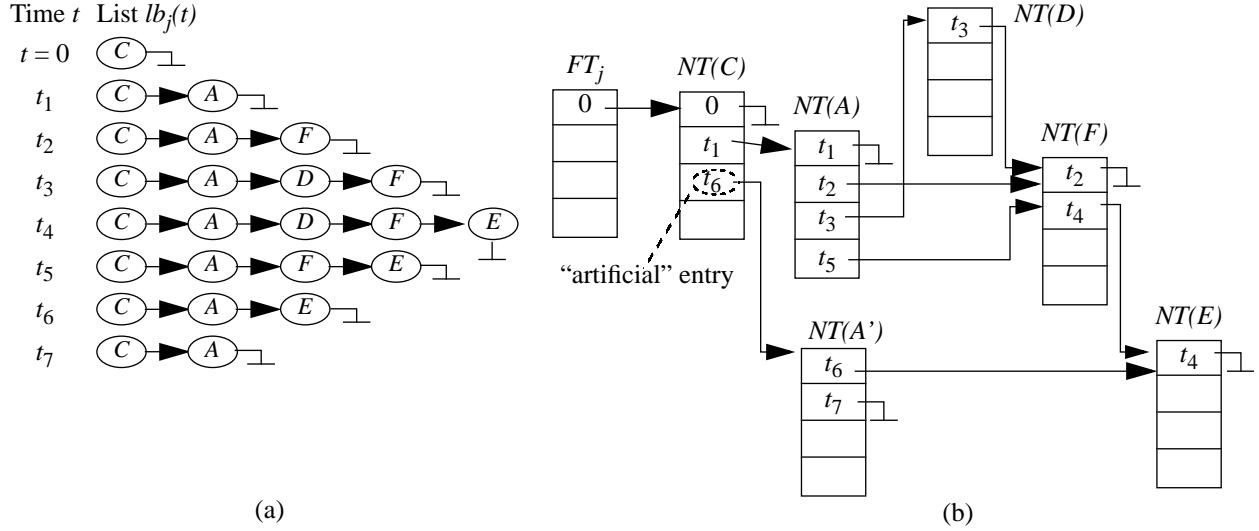 Time t List lb_j(t)
t = 0 C
t_1 C A
t_2 C A F
t_3 C A D F
t_4 C A D F E
t_5 C A F E
t_6 C A E
t_7 C A
(a)
FT_j
0
NT(C)
0
t_1
t_6
“artificial” entry
NT(A)
t_1
t_2
t_3
t_5
NT(D)
t_3
NT(F)
t_2
t_4
NT(A’)
t_6
t_7
NT(E)
t_4
(b)